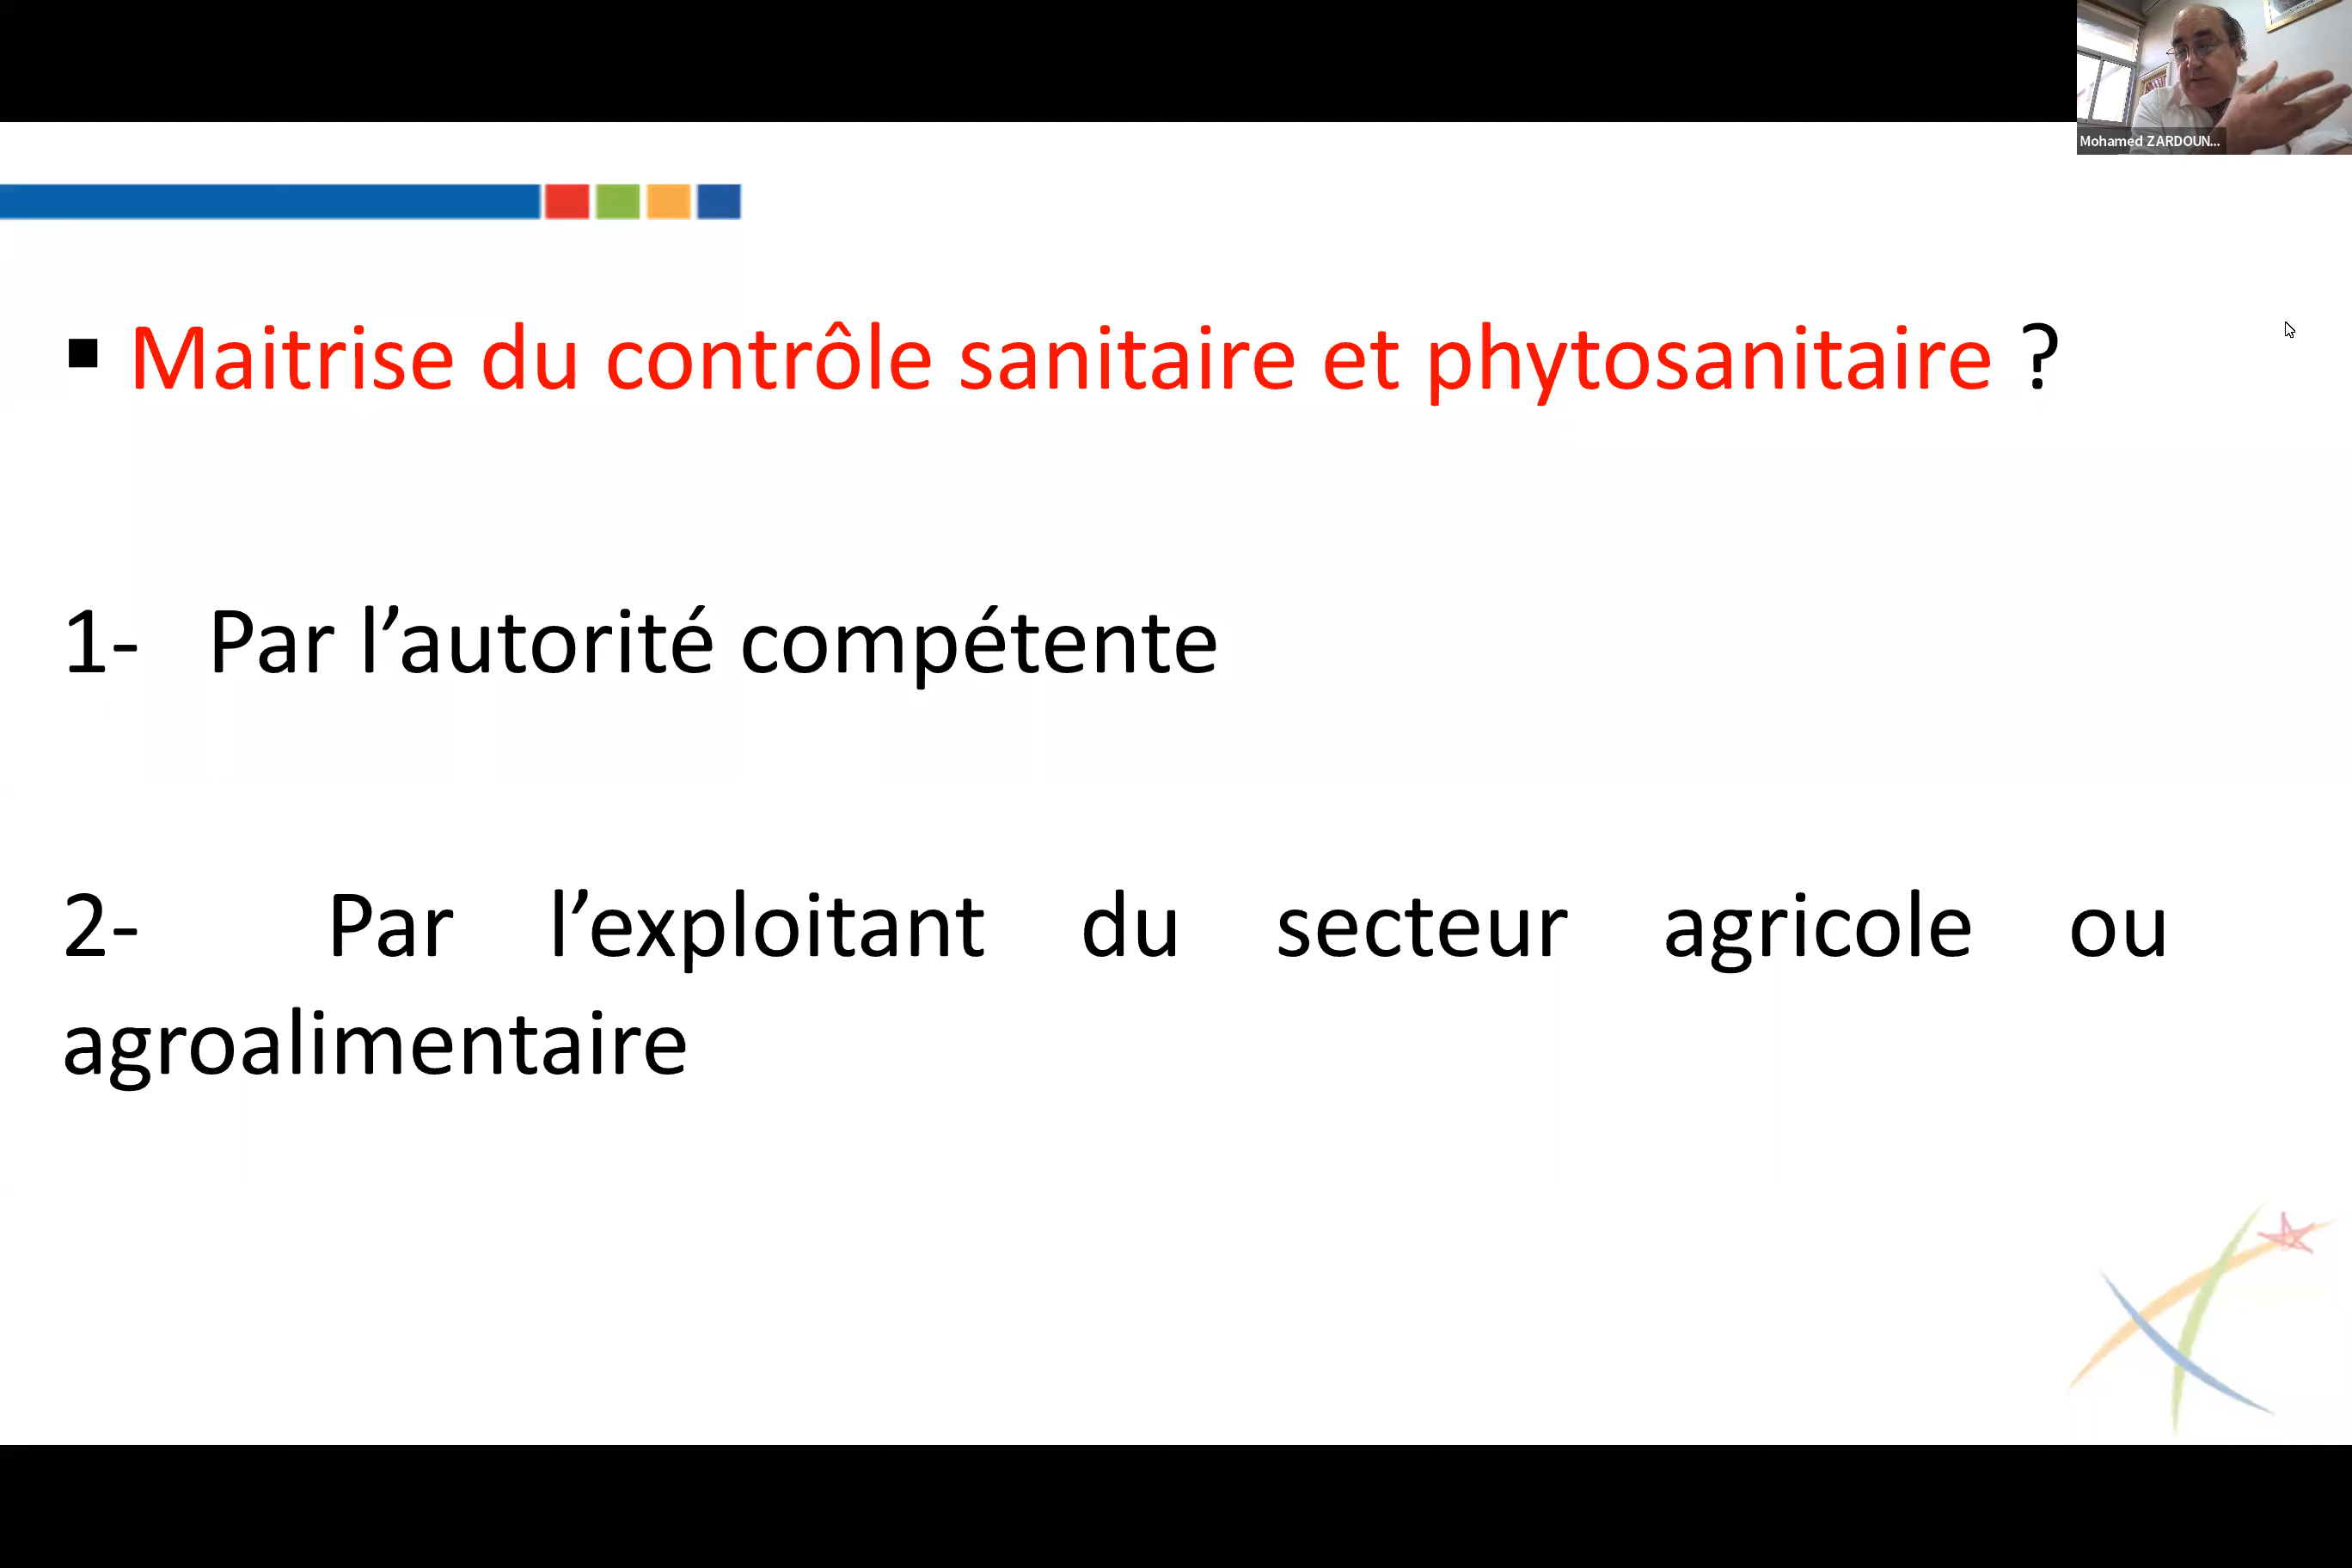 Mohamed ZARDOUN...
▪ Maitrise du contrôle sanitaire et phytosanitaire ?
1- Par l’autorité compétente
2- Par l’exploitant du secteur agricole ou
agroalimentaire